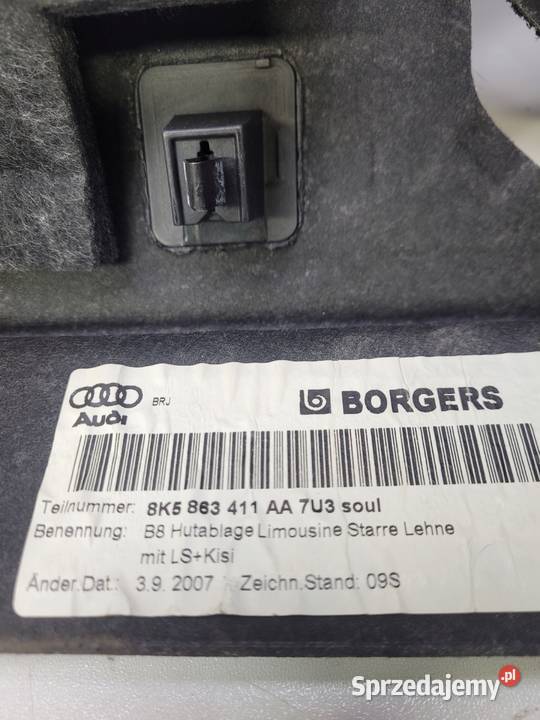 Audi
BRJ
BORGERS
Teilnummer: 8K5 863 411 AA 7U3 soul
Benennung: B8 Hutablage Limousine Starre Lehne
mit LS+Kisi
Änder.Dat.: 3.9. 2007 Zeichn.Stand: 09S
Sprzedajemy.pl